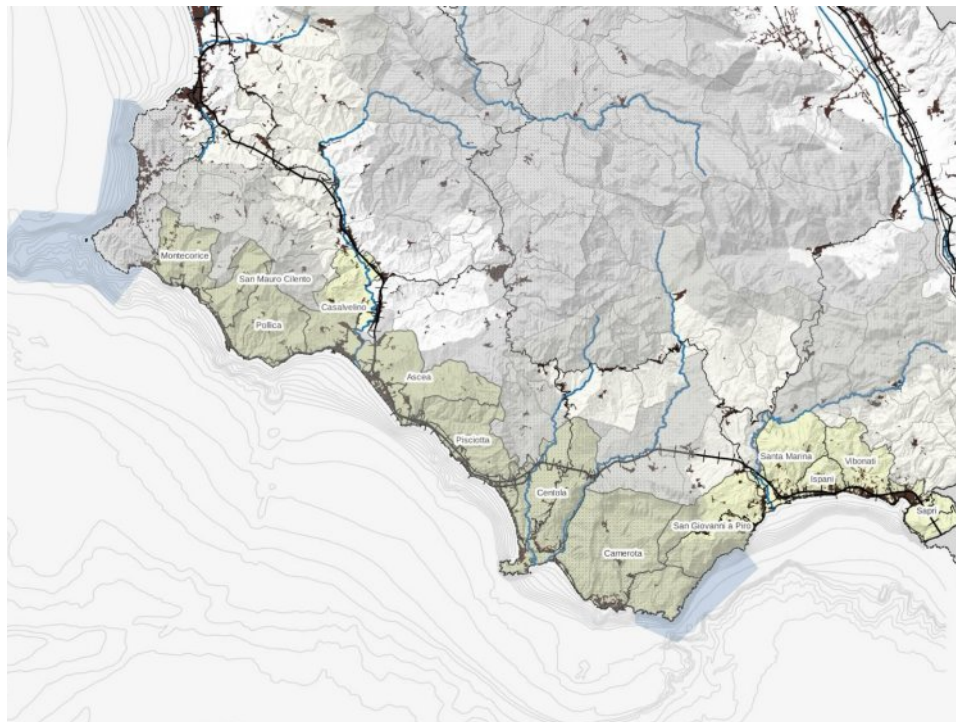 Montecorice
San Mauro Cilento
Casalvelino
Pollica
Ascea
Pisciotta
Santa Marina
Vibonati
Ispani
Centola
Sapri
San Giovanni a Piro
Camerota